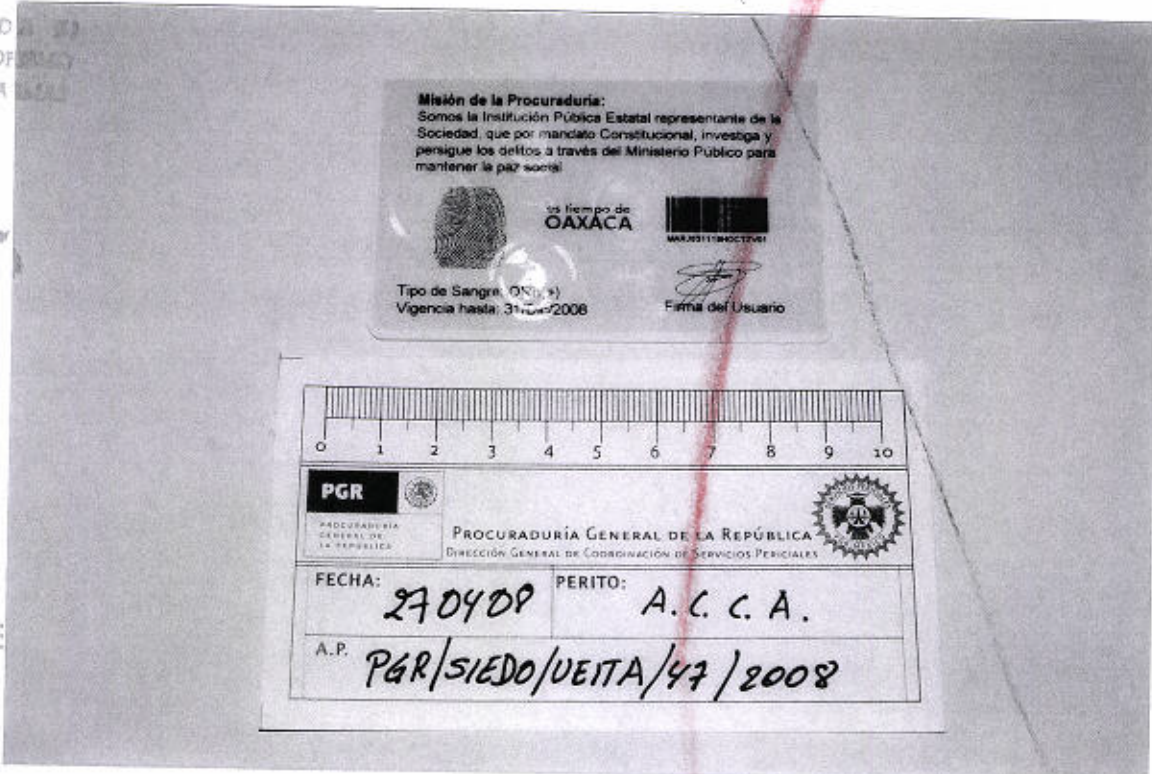 Misión de la Procuraduría:
Somos la Institución Pública Estatal representante de la
Sociedad, que por mandato Constitucional, investiga y
persigue los delitos a través del Ministerio Público para
mantener la paz social
es tiempo de
OAXACA
Tipo de Sangre:
Vigencia hasta: 2008
Firma del Usuario
0 1 2 3 4 5 6 7 8 9 10
PGR
PROCURADURÍA
GENERAL DE
LA REPÚBLICA
PROCURADURÍA GENERAL DE LA REPÚBLICA
DIRECCIÓN GENERAL DE COORDINACIÓN DE SERVICIOS PERICIALES
FECHA: 270408 PERITO: A. C. C. A.
A.P. PGR/SIEDO/UEITA/47/2008